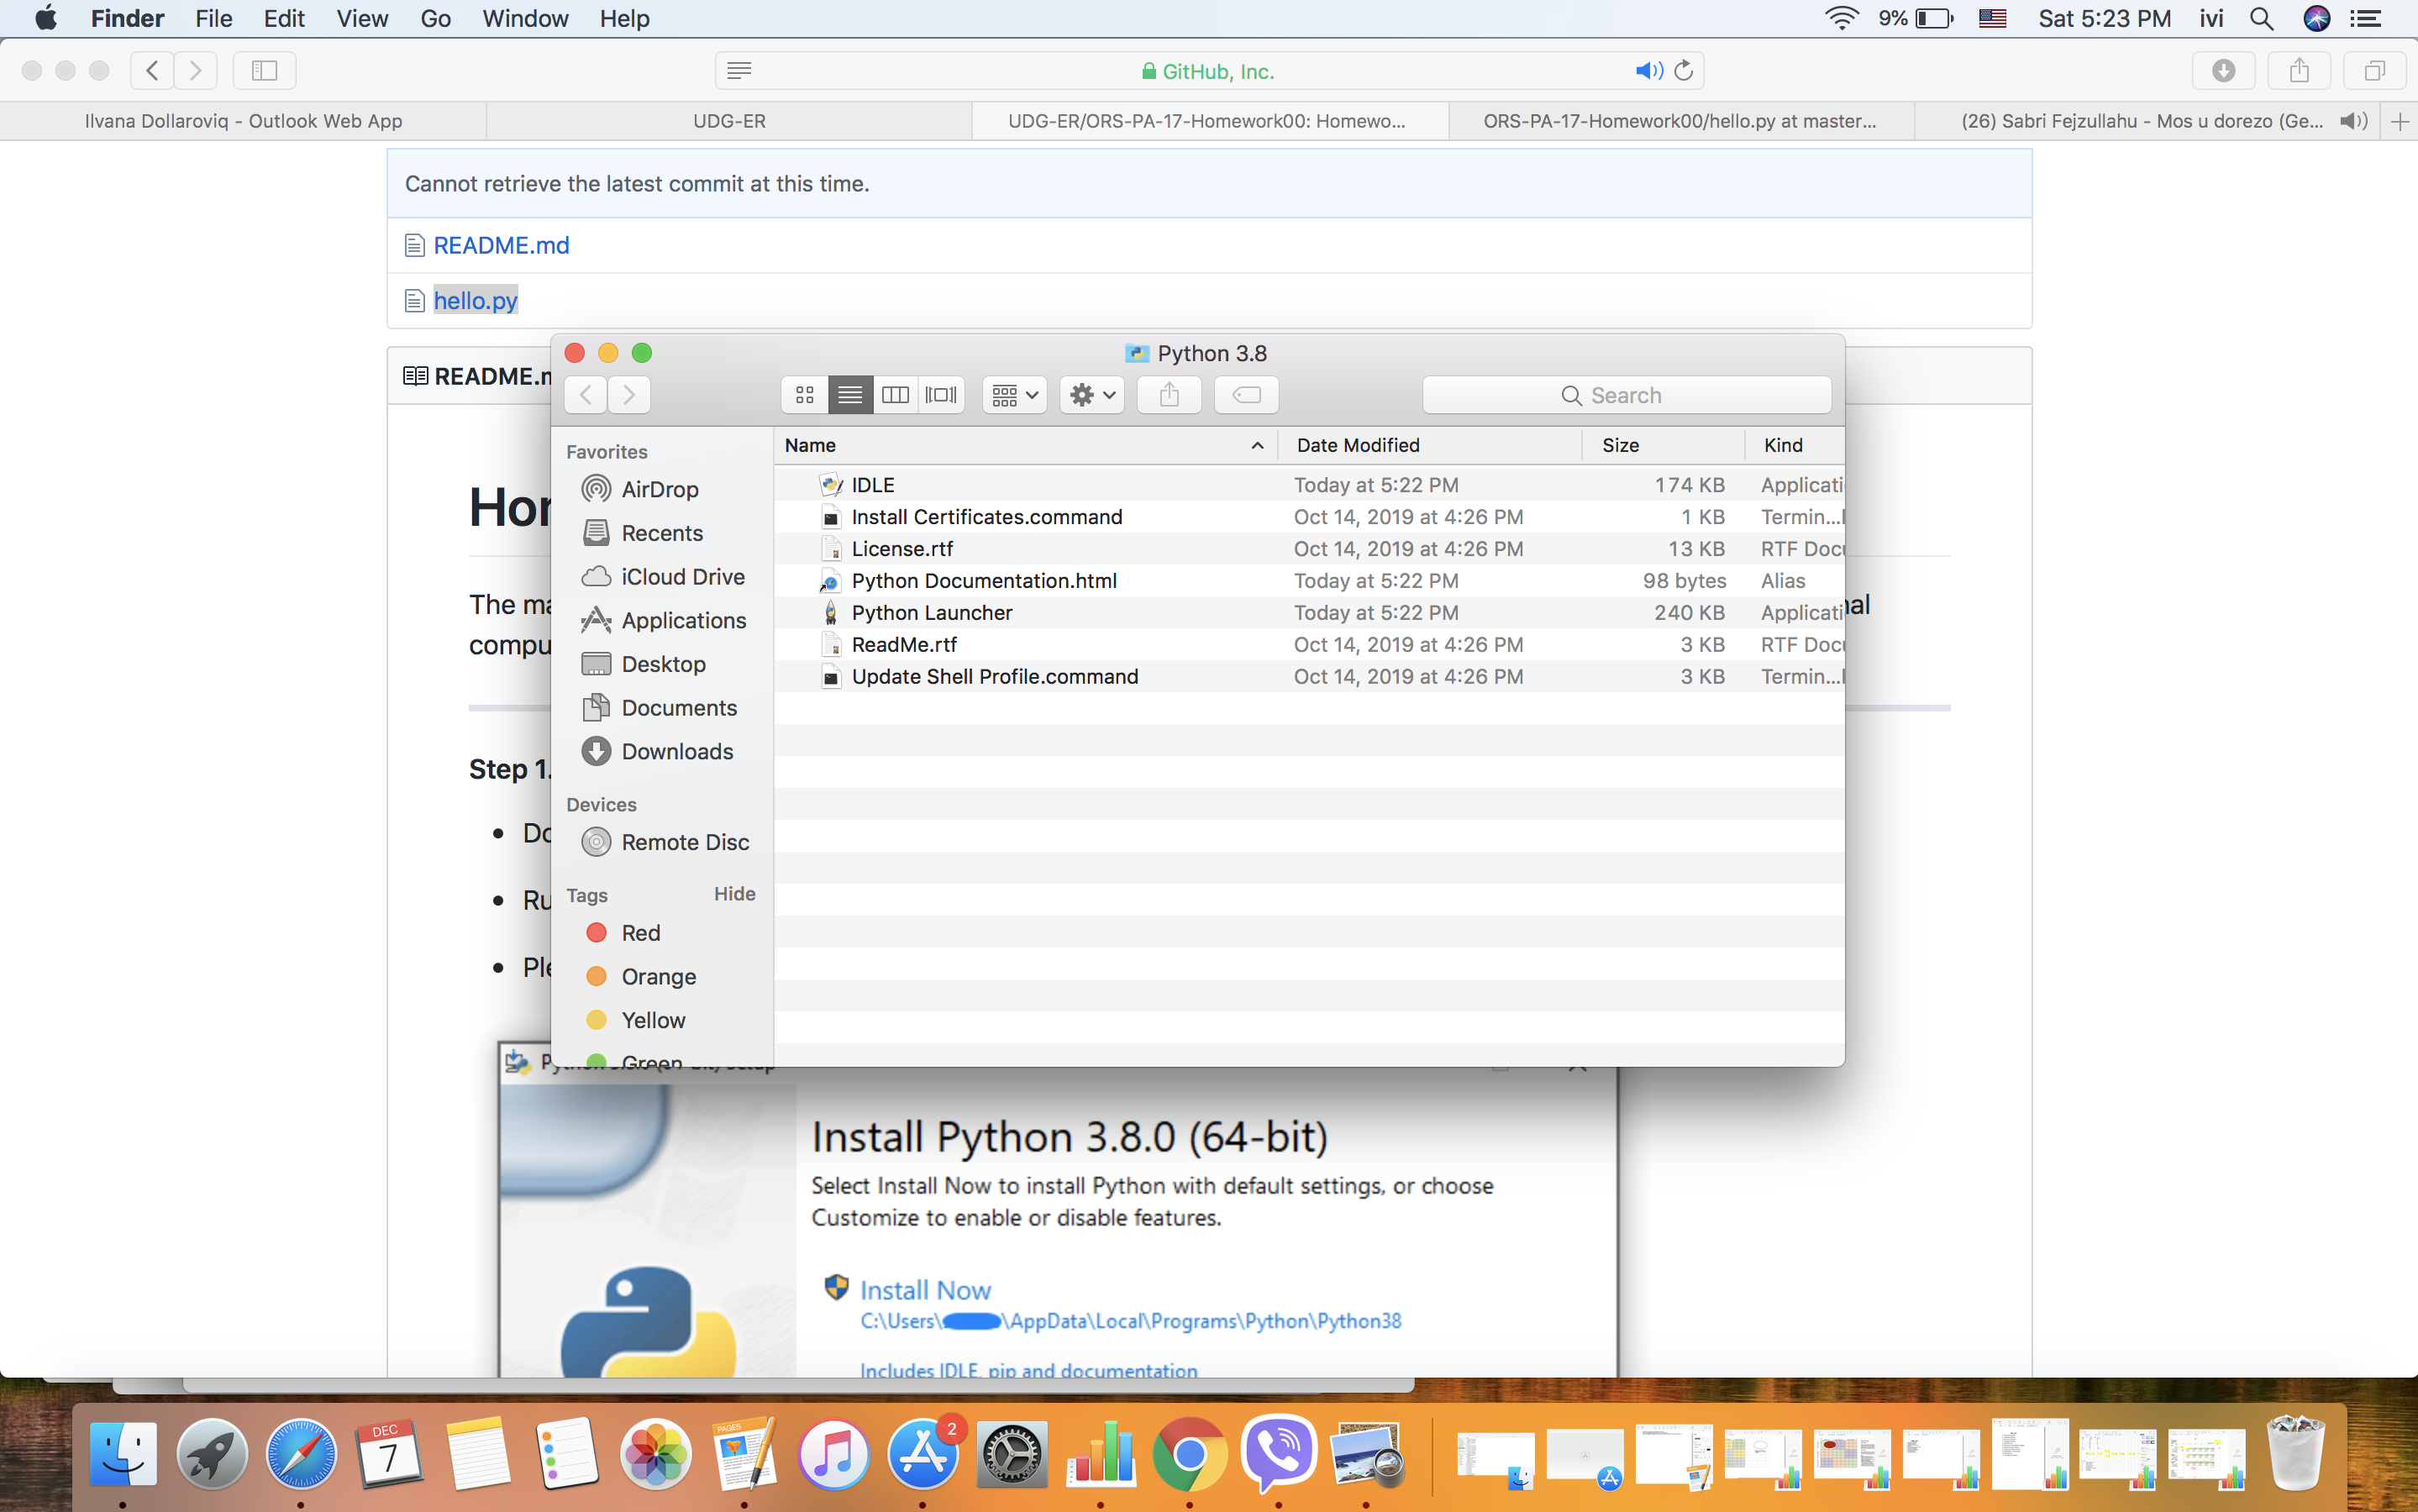 Finder File Edit View Go Window Help 9% Sat 5:23 PM ivi
GitHub, Inc.
Ilvana Dollaroviq - Outlook Web App
UDG-ER
UDG-ER/ORS-PA-17-Homework00: Homewo...
ORS-PA-17-Homework00/hello.py at master...
(26) Sabri Fejzullahu - Mos u dorezo (Ge...
Cannot retrieve the latest commit at this time.
README.md
hello.py
README.m
Hom
The ma
al
compu
Step 1.
Do
Ru
Ple
Python 3.8
Search
Favorites
AirDrop
Recents
iCloud Drive
Applications
Desktop
Documents
Downloads
Devices
Remote Disc
Tags Hide
Red
Orange
Yellow
Green
Name Date Modified Size Kind
IDLE Today at 5:22 PM 174 KB Applicati
Install Certificates.command Oct 14, 2019 at 4:26 PM 1 KB Termin...
License.rtf Oct 14, 2019 at 4:26 PM 13 KB RTF Docu
Python Documentation.html Today at 5:22 PM 98 bytes Alias
Python Launcher Today at 5:22 PM 240 KB Applicati
ReadMe.rtf Oct 14, 2019 at 4:26 PM 3 KB RTF Docu
Update Shell Profile.command Oct 14, 2019 at 4:26 PM 3 KB Termin...
Install Python 3.8.0 (64-bit)
Select Install Now to install Python with default settings, or choose
Customize to enable or disable features.
Install Now
C:\Users\ \AppData\Local\Programs\Python\Python38
Includes IDLE, pip and documentation
DEC
7
PAGES
2